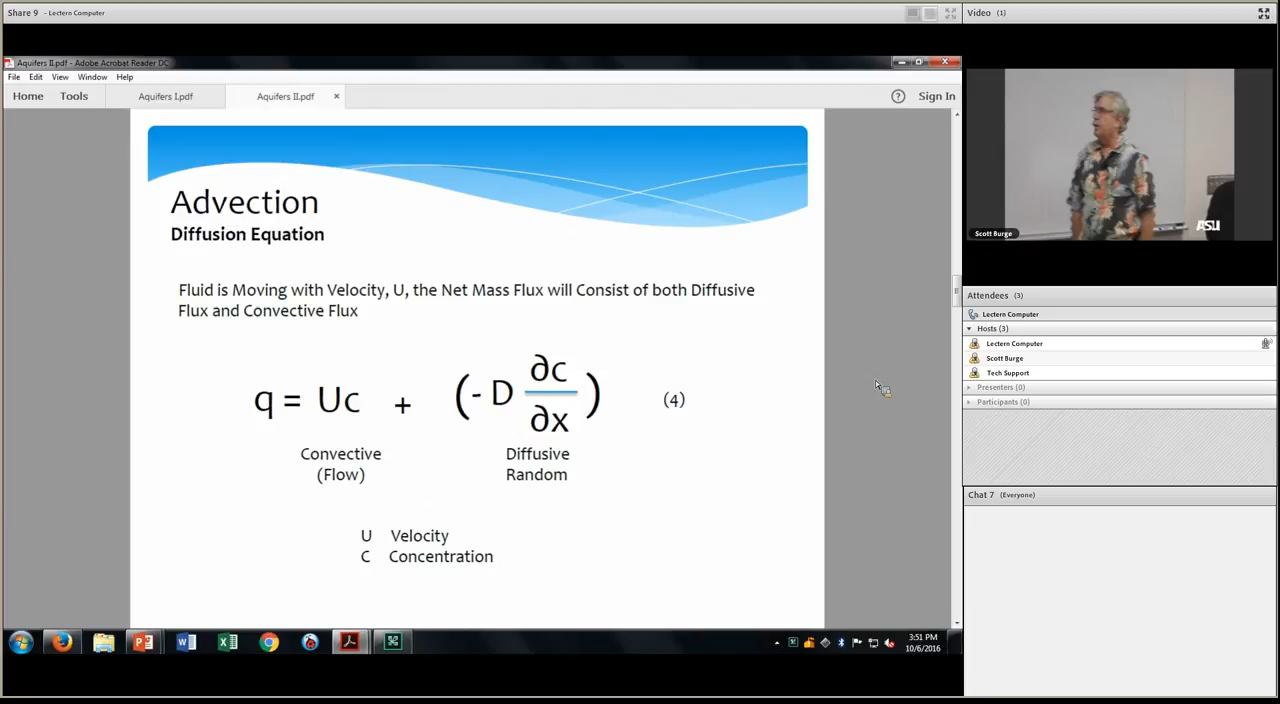 Share 9 - Lectern Computer
Video (1)
Aquifers II.pdf - Adobe Acrobat Reader DC
File Edit View Window Help
Home Tools Aquifers I.pdf Aquifers II.pdf × ? Sign In
Advection
Diffusion Equation
Fluid is Moving with Velocity, U, the Net Mass Flux will Consist of both Diffusive
Flux and Convective Flux
q = Uc + (- D ∂c/∂x) (4)
Convective Diffusive
(Flow) Random
U Velocity
C Concentration
3:51 PM
10/6/2016
Scott Burge
ASU
Attendees (3)
Lectern Computer
Hosts (3)
Lectern Computer
Scott Burge
Tech Support
Presenters (0)
Participants (0)
Chat 7 (Everyone)